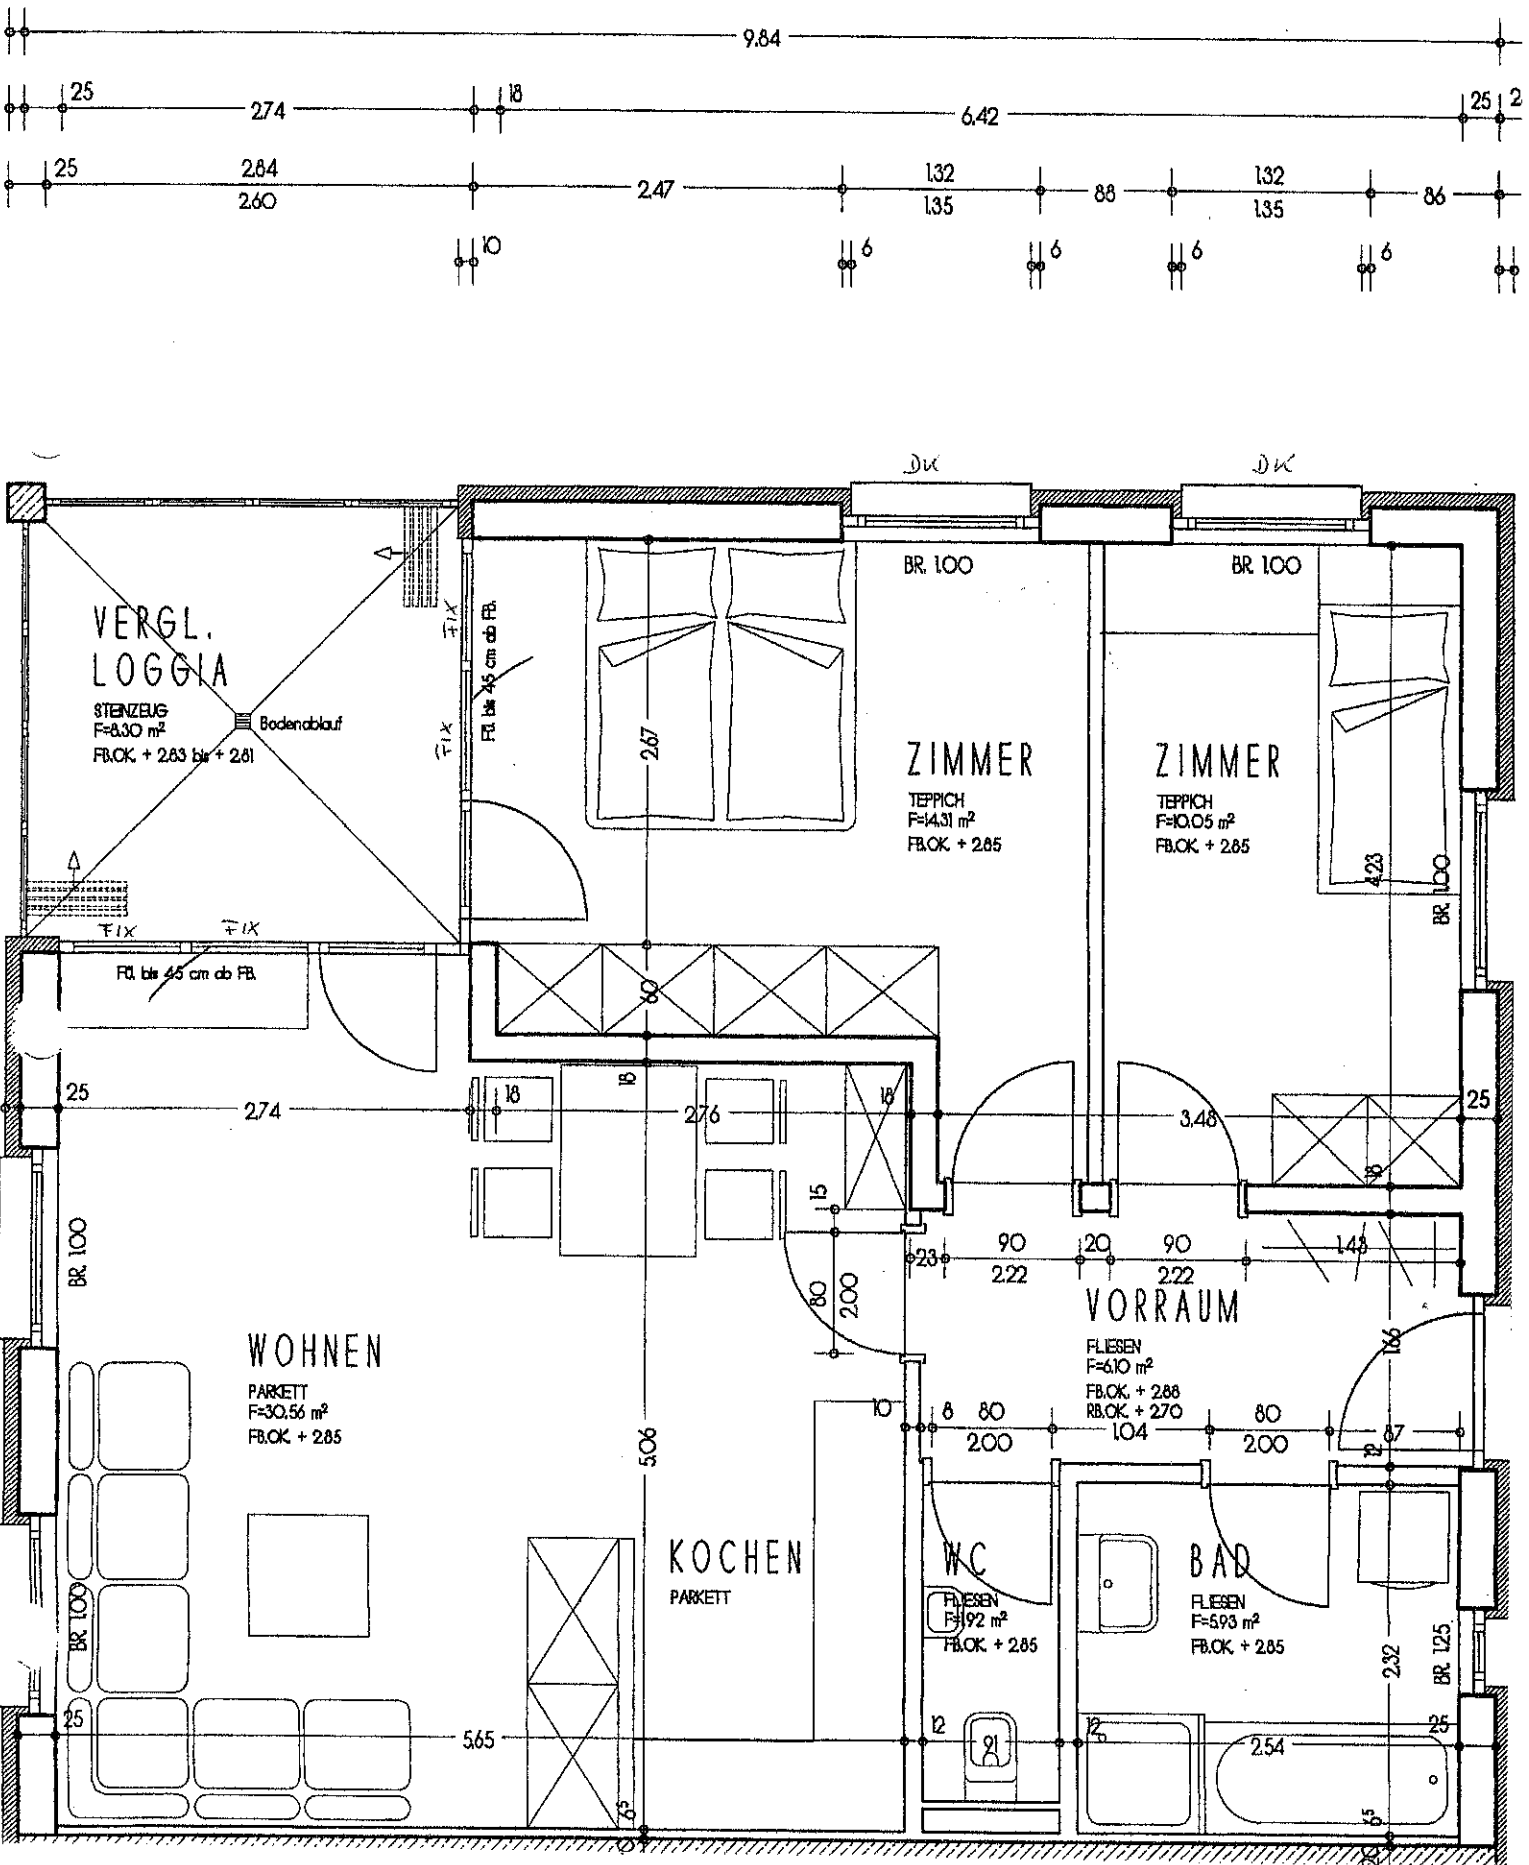 9.84
25 2.74 18 6.42 25 2
25 2.84 2.47 1.32 88 1.32 86
2.60 1.35 1.35
10 6 6 6 6
DK DK
BR. 1.00 BR. 1.00
VERGL.
LOGGIA
STEINZEUG
F=8.30 m²
FB.OK. + 2.83 bis + 2.81
Bodenablauf
FIX
FIX
bis 45 cm ab FB.
2.67
ZIMMER
TEPPICH
F=14.31 m²
FB.OK. + 2.85
ZIMMER
TEPPICH
F=10.05 m²
FB.OK. + 2.85
4.23
BR. 1.00
FIX FIX
bis 45 cm ab FB.
60
25 2.74 18 18 2.76 18 3.48 25
18
15
23 90 20 90 1.48
2.22 2.22
80
2.00
BR. 1.00
VORRAUM
FLIESEN
F=6.10 m²
FB.OK. + 2.88
RB.OK. + 2.70
1.66
WOHNEN
PARKETT
F=30.56 m²
FB.OK. + 2.85
10 8 80 1.04 80 87
2.00 2.00
12
5.06
KOCHEN
PARKETT
WC
FLIESEN
F=1.92 m²
FB.OK. + 2.85
BAD
FLIESEN
F=5.93 m²
FB.OK. + 2.85
2.32
BR. 1.25
BR. 1.00
25 5.65 12 91 12 2.54 25
6⁵ 6⁵
20